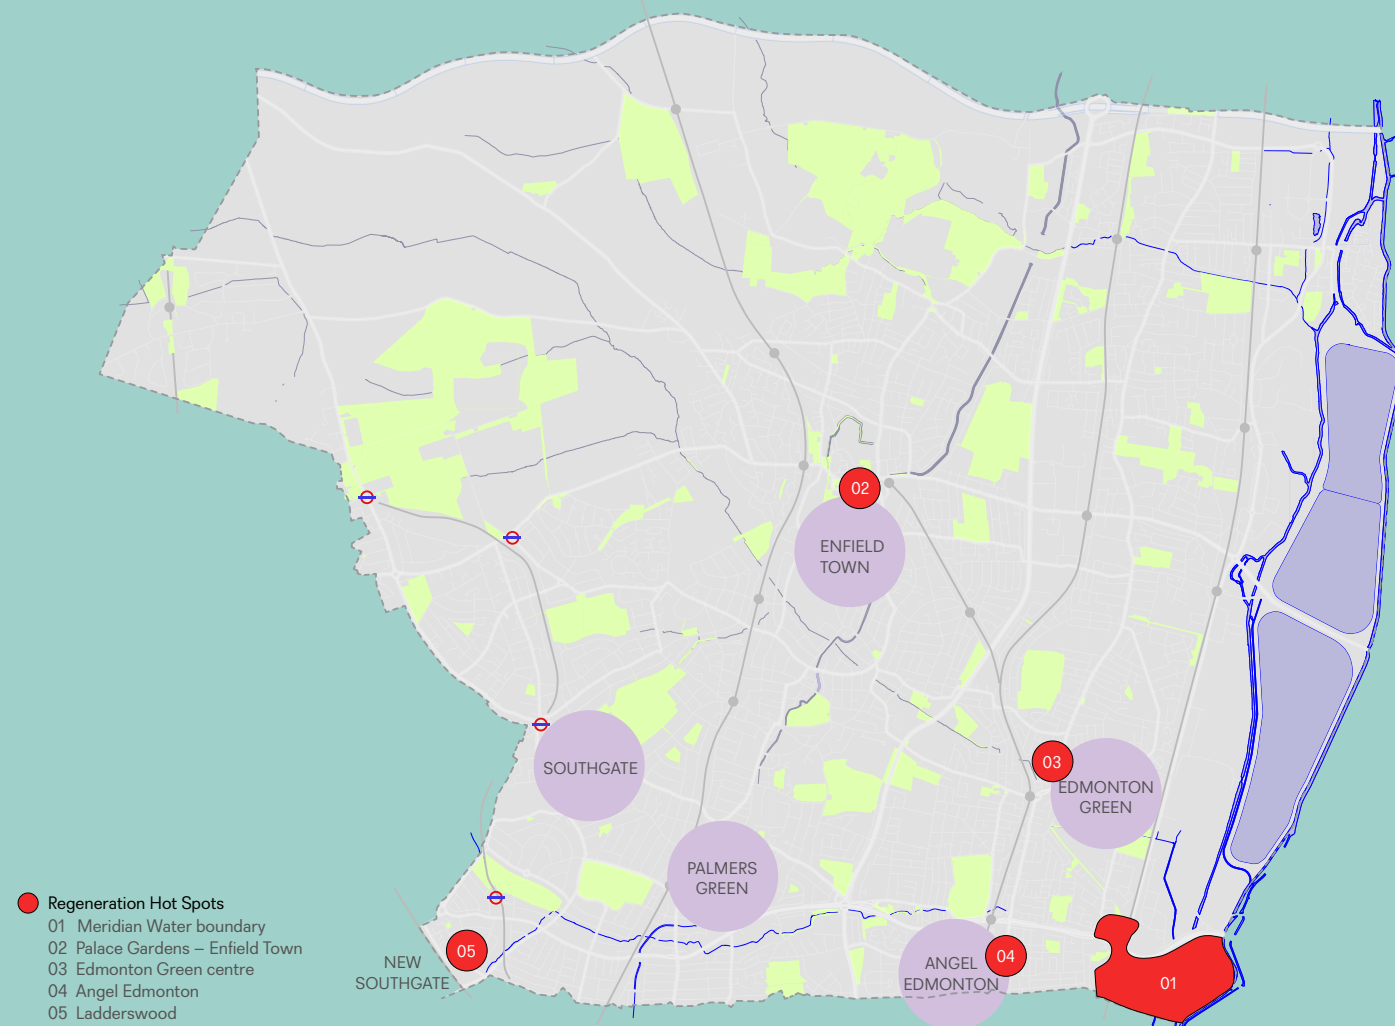 02
ENFIELD
TOWN
03
EDMONTON
GREEN
SOUTHGATE
PALMERS
GREEN
05
NEW
SOUTHGATE
04
ANGEL
EDMONTON
01
Regeneration Hot Spots
01 Meridian Water boundary
02 Palace Gardens – Enfield Town
03 Edmonton Green centre
04 Angel Edmonton
05 Ladderswood